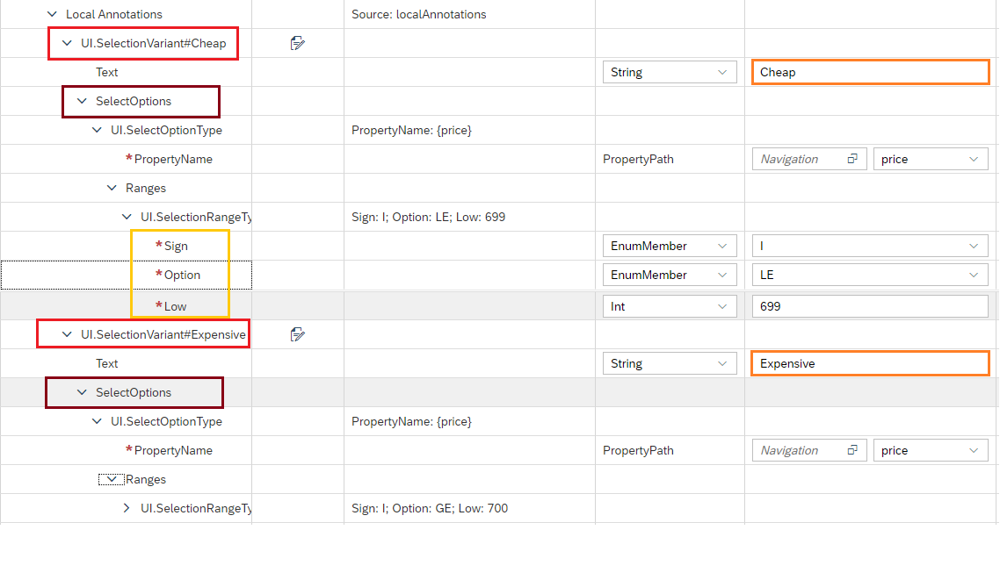 Local Annotations Source: localAnnotations
UI.SelectionVariant#Cheap
Text String Cheap
SelectOptions
UI.SelectOptionType PropertyName: {price}
*PropertyName PropertyPath Navigation price
Ranges
UI.SelectionRangeTy Sign: I; Option: LE; Low: 699
*Sign EnumMember I
*Option EnumMember LE
*Low Int 699
UI.SelectionVariant#Expensive
Text String Expensive
SelectOptions
UI.SelectOptionType PropertyName: {price}
*PropertyName PropertyPath Navigation price
Ranges
UI.SelectionRangeTy Sign: I; Option: GE; Low: 700